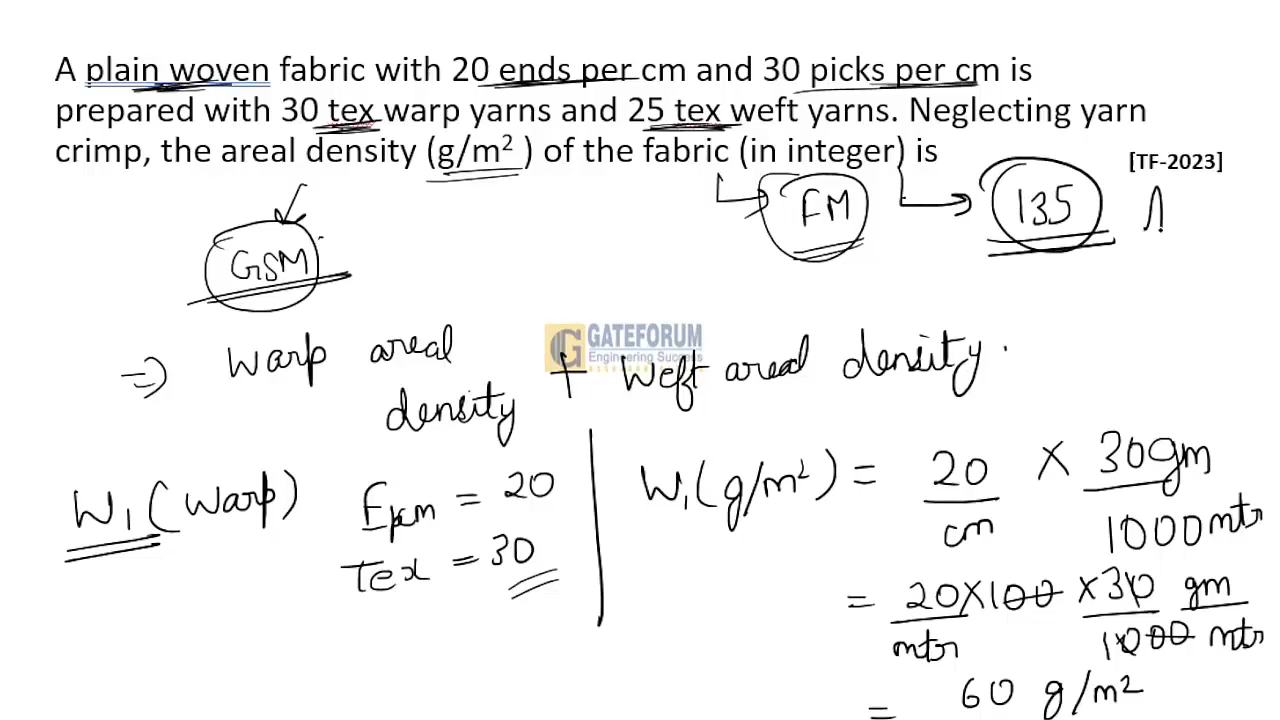 A plain woven fabric with 20 ends per cm and 30 picks per cm is
prepared with 30 tex warp yarns and 25 tex weft yarns. Neglecting yarn
crimp, the areal density (g/m² ) of the fabric (in integer) is
[TF-2023]
FM
135
GSM
GATEFORUM
Engineering Success
⇒ Warp areal density + Weft areal density.
W₁ (Warp)
Epcm = 20
Tex = 30
W₁(g/m²) = 20/cm × 30gm/1000mtr
= 20×100/mtr × 30/1000 gm/mtr
= 60 g/m²